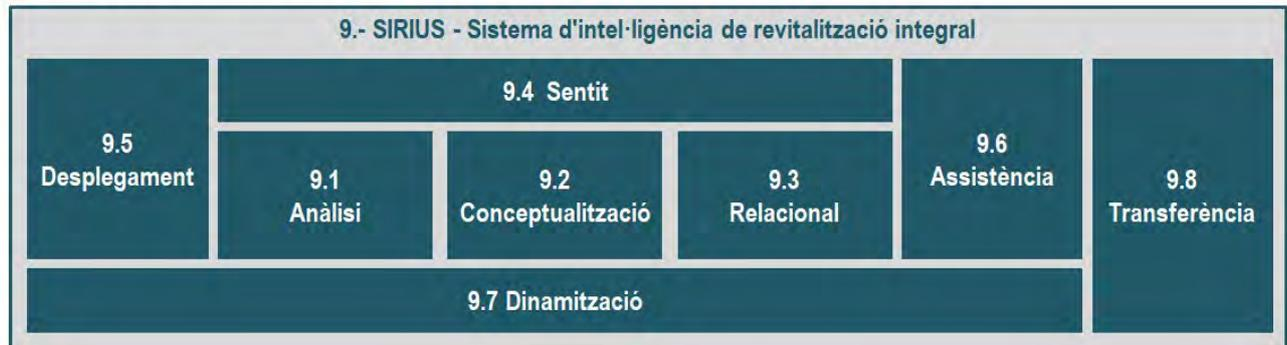 9.- SIRIUS - Sistema d'intel·ligència de revitalització integral
9.5
Desplegament
9.4 Sentit
9.1
Anàlisi
9.2
Conceptualització
9.3
Relacional
9.6
Assistència
9.8
Transferència
9.7 Dinamització